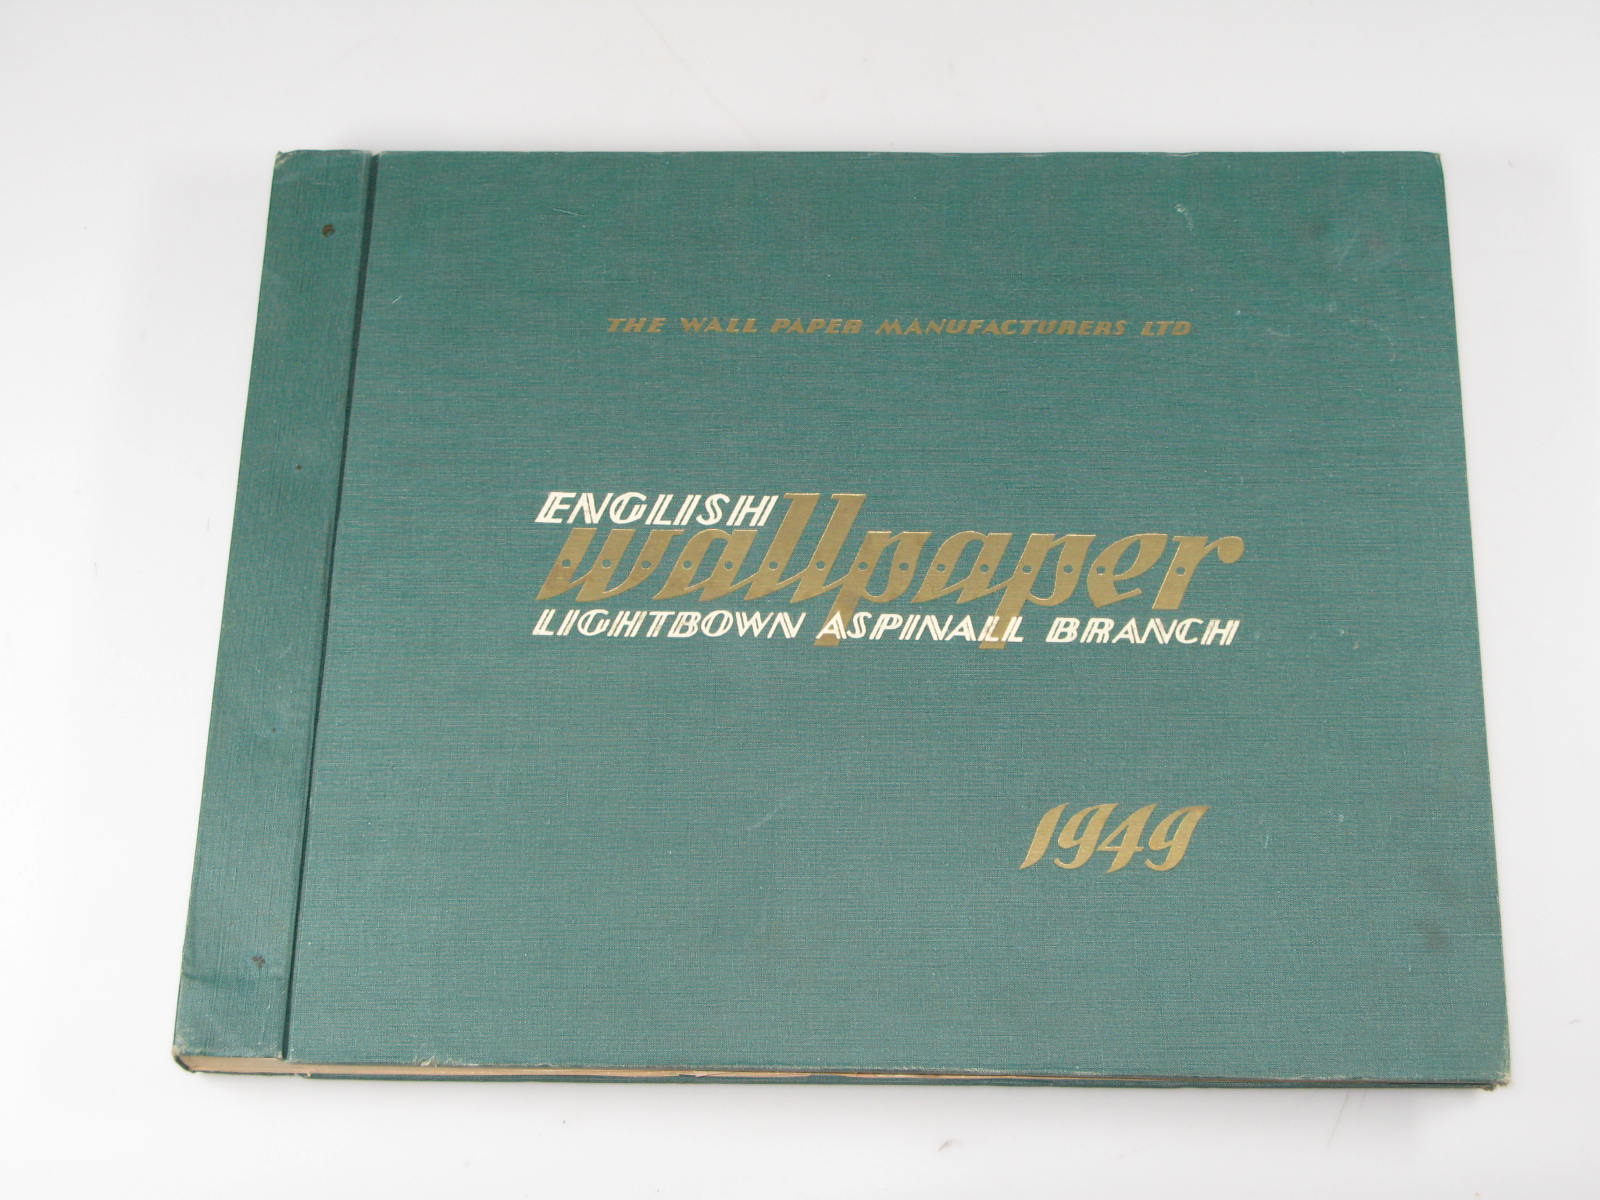 THE WALL PAPER MANUFACTURERS LTD
ENGLISH
wallpaper
LIGHTBOWN ASPINALL BRANCH
1949